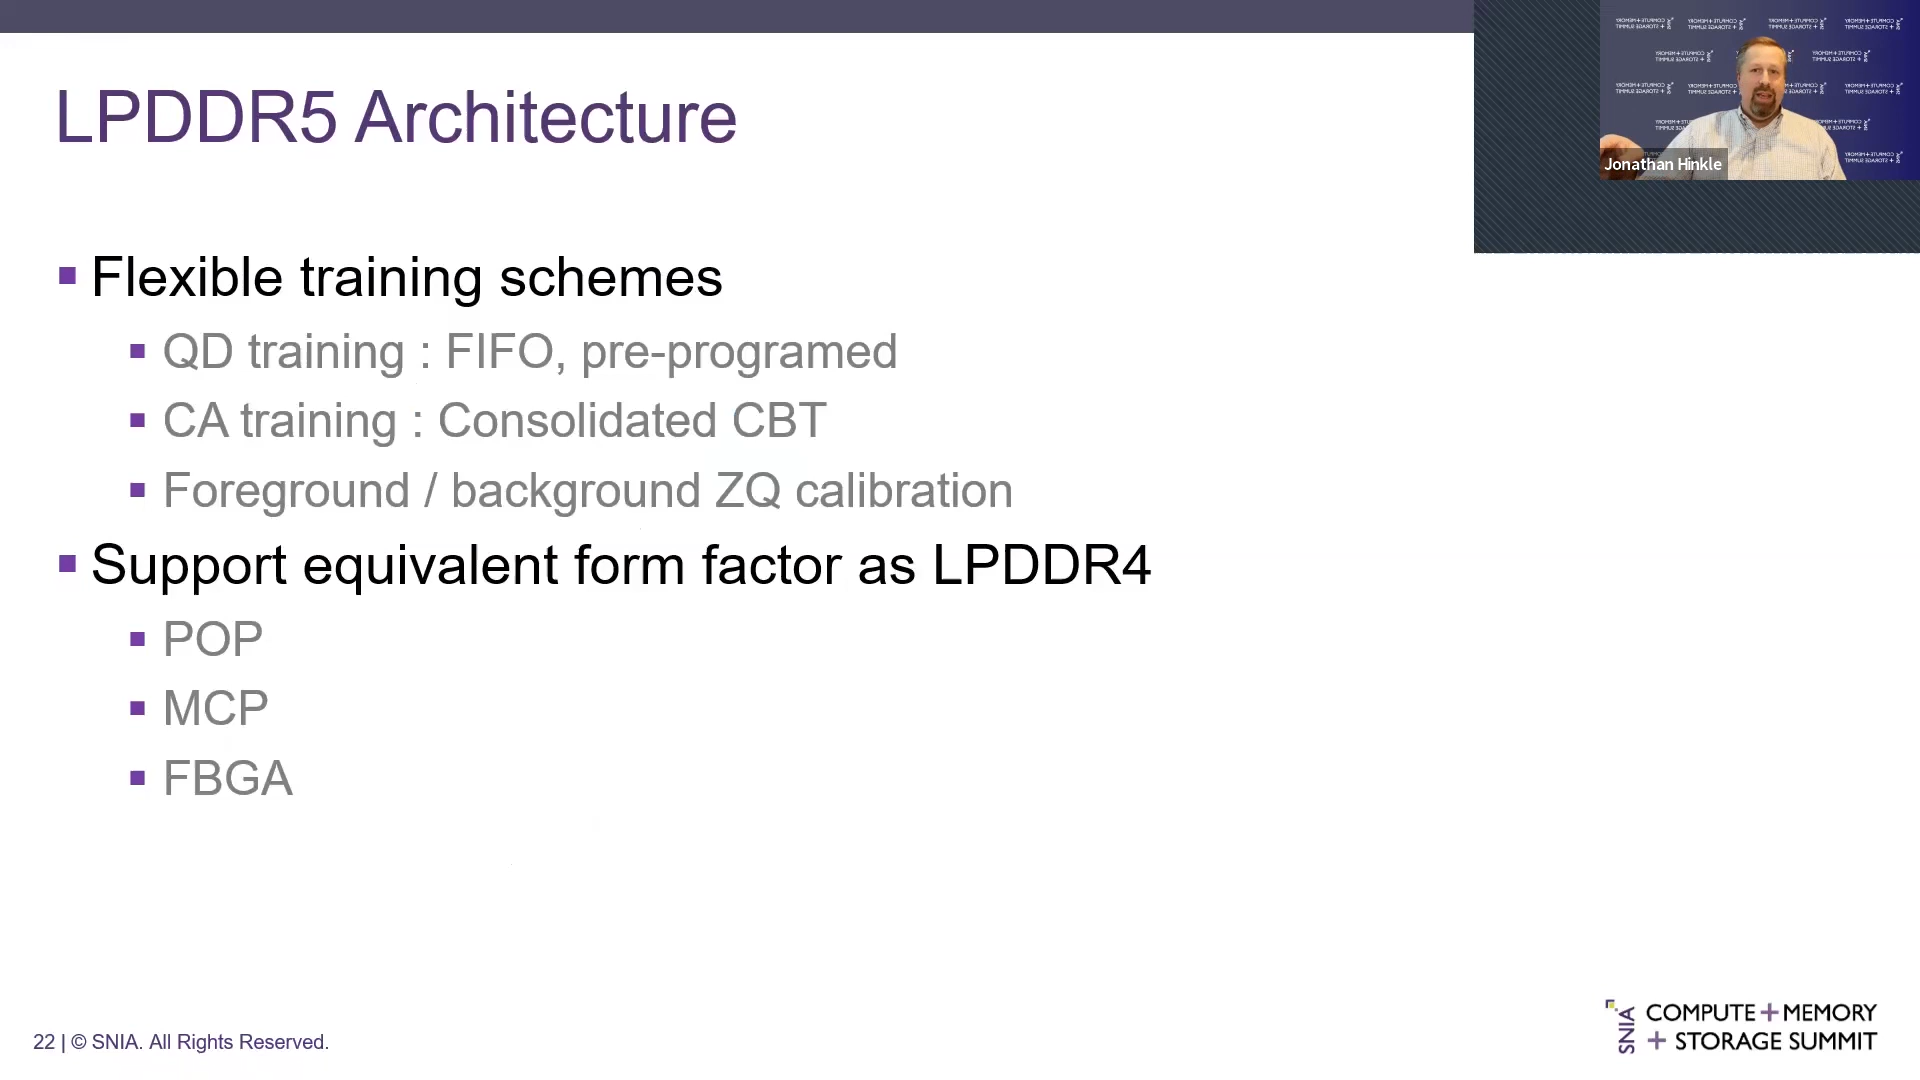 LPDDR5 Architecture
Flexible training schemes
QD training : FIFO, pre-programed
CA training : Consolidated CBT
Foreground / background ZQ calibration
Support equivalent form factor as LPDDR4
POP
MCP
FBGA
Jonathan Hinkle
22 | © SNIA. All Rights Reserved.
SNIA
COMPUTE+MEMORY
+ STORAGE SUMMIT